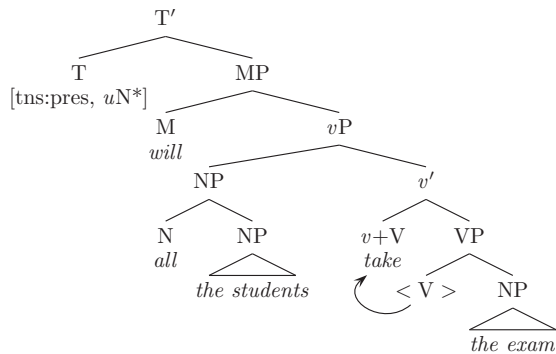 T′
T MP
[tns:pres, uN*]
M vP
will
NP v′
N NP v+V VP
all take
the students < V > NP
the exam